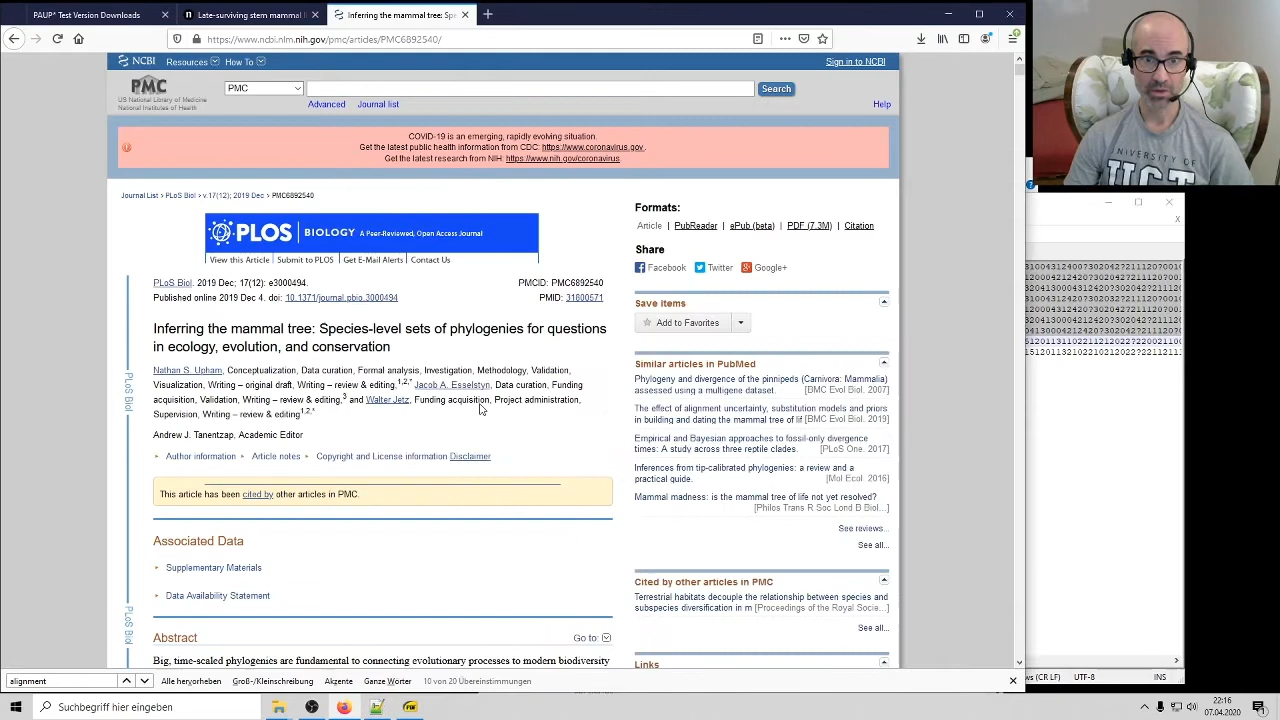 PAUP* Test Version Downloads
Late-surviving stem mammal
Inferring the mammal tree: Spe
https://www.ncbi.nlm.nih.gov/pmc/articles/PMC6892540/
NCBI
Resources
How To
Sign in to NCBI
PMC
US National Library of Medicine
National Institutes of Health
PMC
Search
Advanced
Journal list
Help
COVID-19 is an emerging, rapidly evolving situation.
Get the latest public health information from CDC: https://www.coronavirus.gov.
Get the latest research from NIH: https://www.nih.gov/coronavirus.
Journal List > PLoS Biol > v.17(12); 2019 Dec > PMC6892540
PLOS BIOLOGY A Peer-Reviewed, Open Access Journal
View this Article Submit to PLOS Get E-Mail Alerts Contact Us
PLoS Biol. 2019 Dec; 17(12): e3000494.
PMCID: PMC6892540
Published online 2019 Dec 4. doi: 10.1371/journal.pbio.3000494
PMID: 31800571
Inferring the mammal tree: Species-level sets of phylogenies for questions
in ecology, evolution, and conservation
Nathan S. Upham, Conceptualization, Data curation, Formal analysis, Investigation, Methodology, Validation,
Visualization, Writing – original draft, Writing – review & editing,1,2,* Jacob A. Esselstyn, Data curation, Funding
acquisition, Validation, Writing – review & editing,3 and Walter Jetz, Funding acquisition, Project administration,
Supervision, Writing – review & editing1,2,*
Andrew J. Tanentzap, Academic Editor
Author information
Article notes
Copyright and License information Disclaimer
This article has been cited by other articles in PMC.
Associated Data
Supplementary Materials
Data Availability Statement
Abstract
Go to:
Big, time-scaled phylogenies are fundamental to connecting evolutionary processes to modern biodiversity
PLoS Biol
PLoS Biol
PLoS Bi
Formats:
Article | PubReader | ePub (beta) | PDF (7.3M) | Citation
Share
Facebook Twitter Google+
Save items
Add to Favorites
Similar articles in PubMed
Phylogeny and divergence of the pinnipeds (Carnivora: Mammalia)
assessed using a multigene dataset. [BMC Evol Biol. 2007]
The effect of alignment uncertainty, substitution models and priors
in building and dating the mammal tree of lif [BMC Evol Biol. 2019]
Empirical and Bayesian approaches to fossil-only divergence
times: A study across three reptile clades. [PLoS One. 2017]
Inferences from tip-calibrated phylogenies: a review and a
practical guide. [Mol Ecol. 2016]
Mammal madness: is the mammal tree of life not yet resolved?
[Philos Trans R Soc Lond B Biol...]
See reviews...
See all...
Cited by other articles in PMC
Terrestrial habitats decouple the relationship between species and
subspecies diversification in m [Proceedings of the Royal Socie...]
See all...
Links
alignment
Alle hervorheben
Groß-/Kleinschreibung
Akzente
Ganze Wörter
10 von 20 Übereinstimmungen
ws (CR LF)
UTF-8
INS
Suchbegriff hier eingeben
22:16
07.04.2020